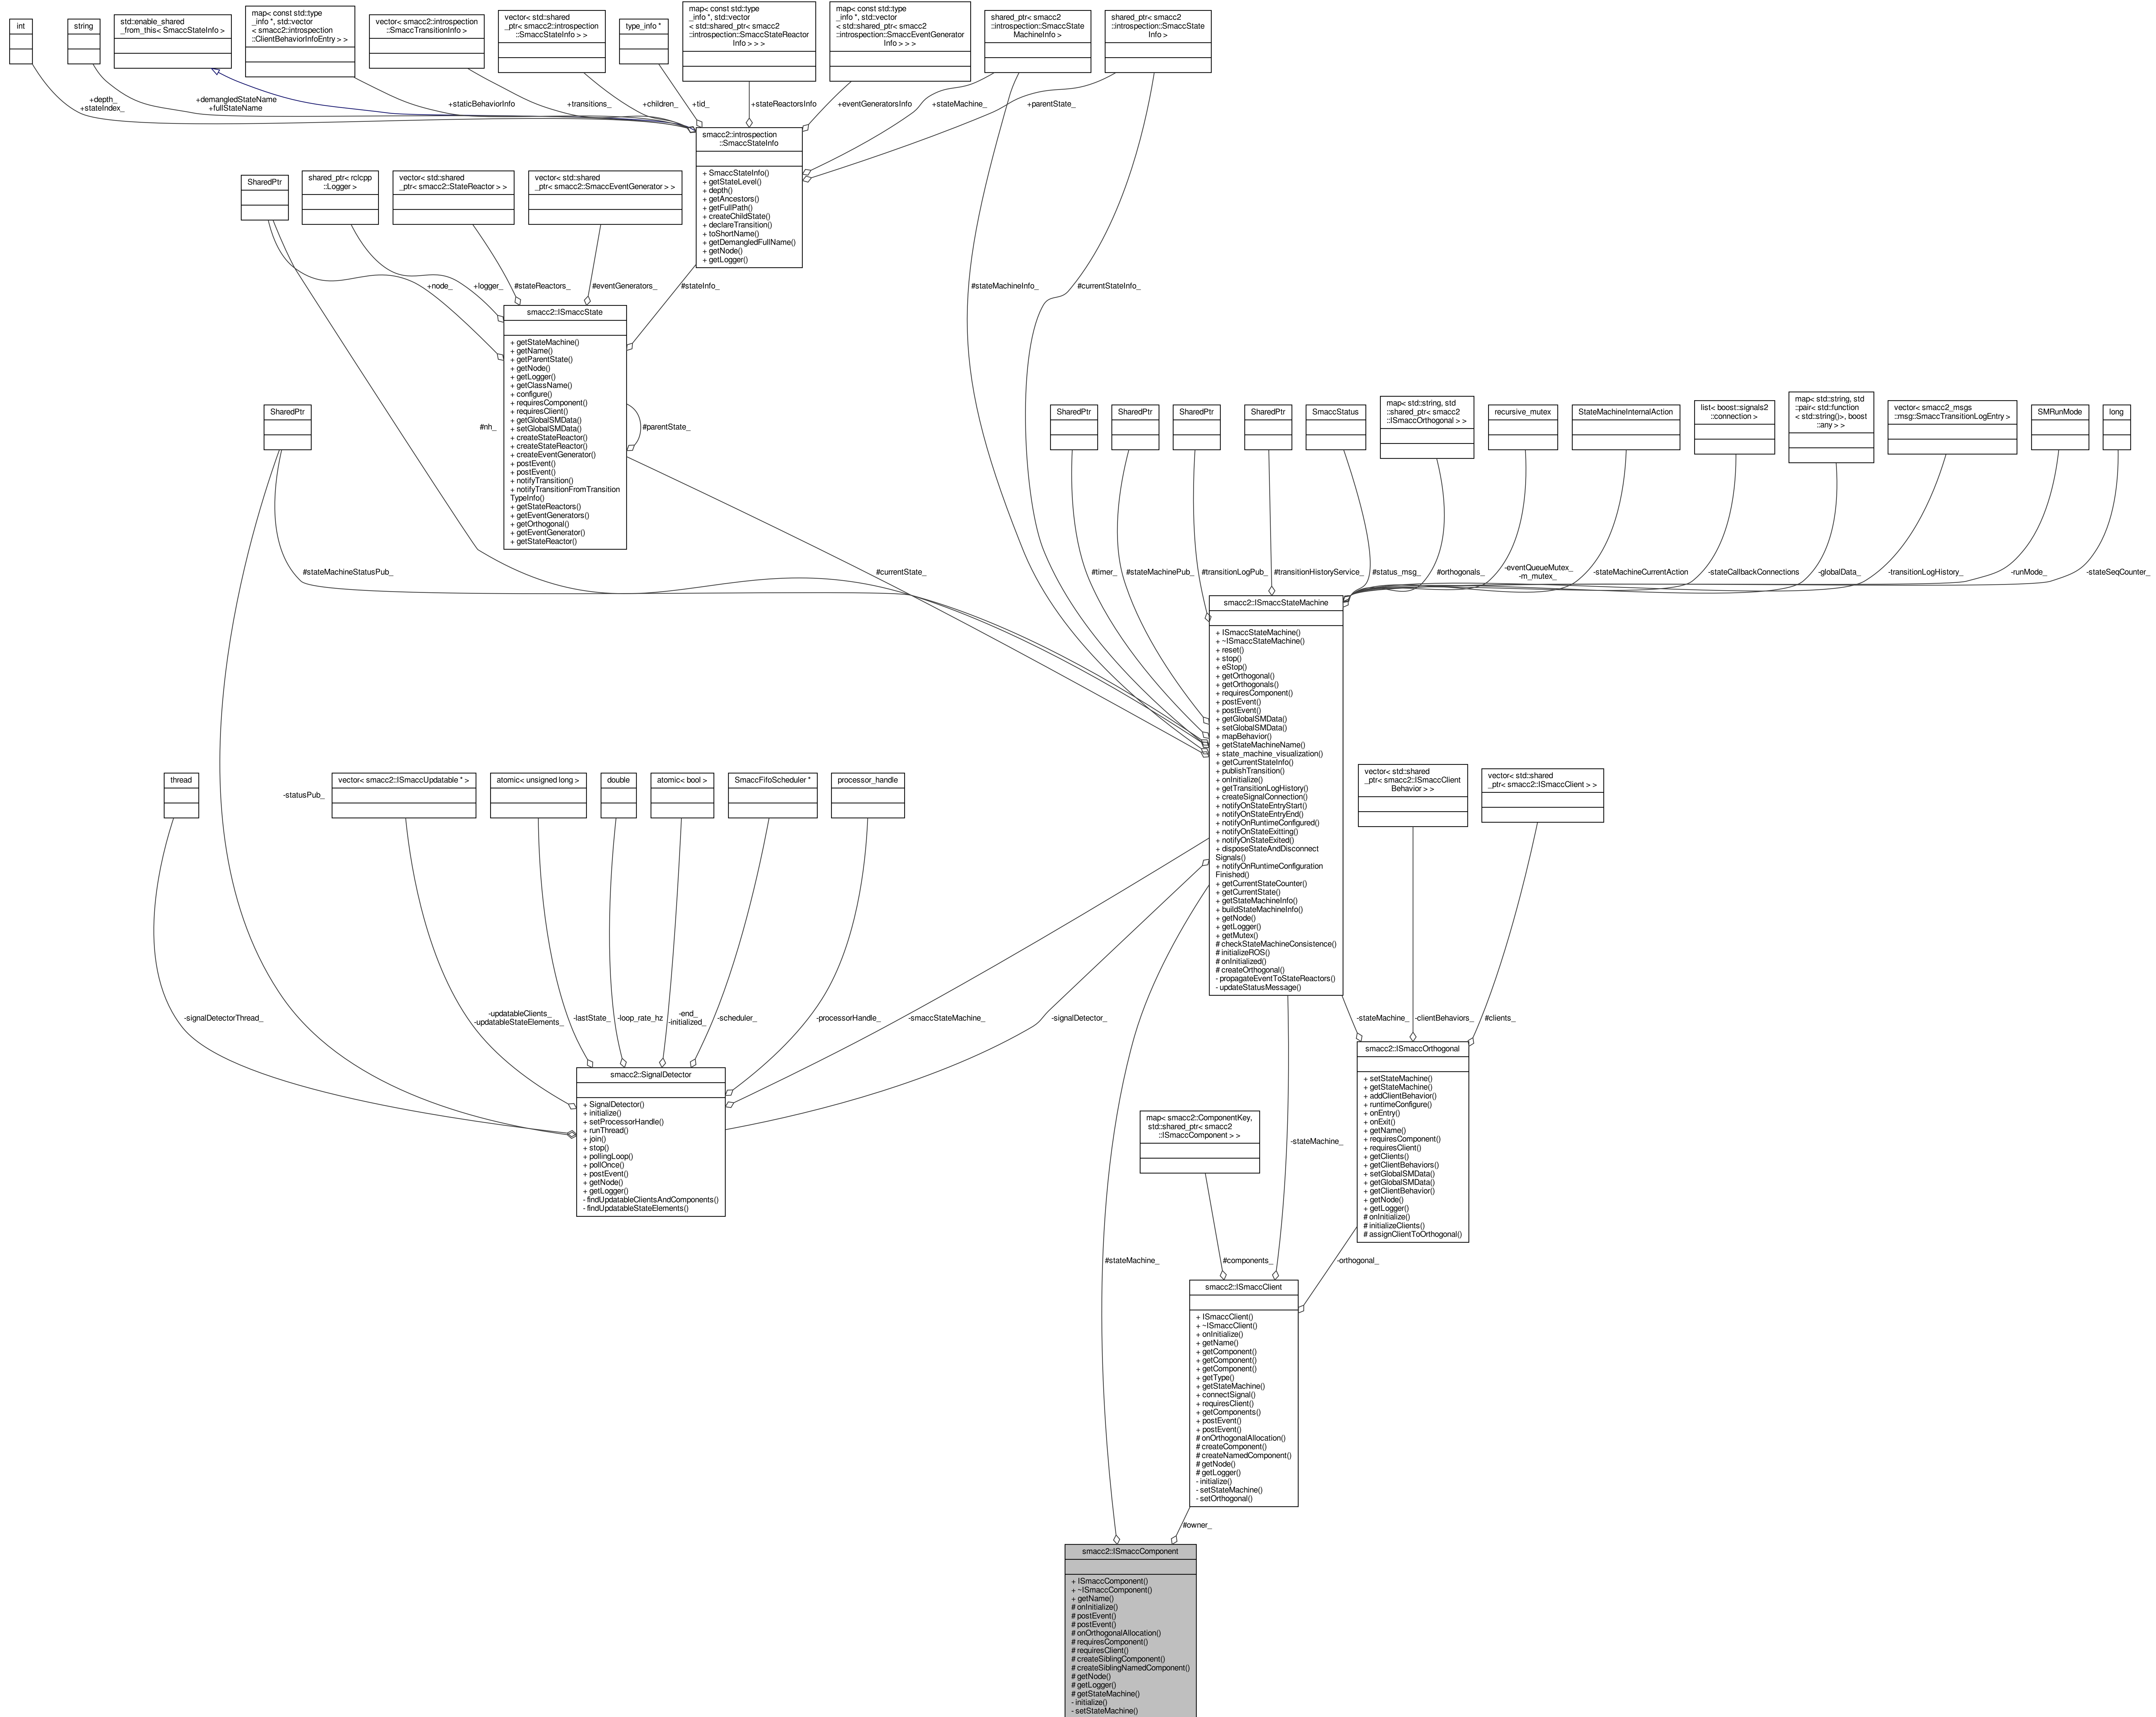 int
string
std::enable_shared
_from_this< SmaccStateInfo >
map< const std::type
_info *, std::vector
< smacc2::introspection
::ClientBehaviorInfoEntry > >
vector< smacc2::introspection
::SmaccTransitionInfo >
vector< std::shared
_ptr< smacc2::introspection
::SmaccStateInfo > >
type_info *
map< const std::type
_info *, std::vector
< std::shared_ptr< smacc2
::introspection::SmaccStateReactor
Info > > >
map< const std::type
_info *, std::vector
< std::shared_ptr< smacc2
::introspection::SmaccEventGenerator
Info > > >
shared_ptr< smacc2
::introspection::SmaccState
MachineInfo >
shared_ptr< smacc2
::introspection::SmaccState
Info >
+depth_
+stateIndex_
+demangledStateName
+fullStateName
+staticBehaviorInfo
+transitions_
+children_
+tid_
+stateReactorsInfo
+eventGeneratorsInfo
+stateMachine_
+parentState_
smacc2::introspection
::SmaccStateInfo
+ SmaccStateInfo()
+ getStateLevel()
+ depth()
+ getAncestors()
+ getFullPath()
+ createChildState()
+ declareTransition()
+ toShortName()
+ getDemangledFullName()
+ getNode()
+ getLogger()
SharedPtr
shared_ptr< rclcpp
::Logger >
vector< std::shared
_ptr< smacc2::StateReactor > >
vector< std::shared
_ptr< smacc2::SmaccEventGenerator > >
+node_
+logger_
#stateReactors_
#eventGenerators_
#stateInfo_
#stateMachineInfo_
#currentStateInfo_
smacc2::ISmaccState
+ getStateMachine()
+ getName()
+ getParentState()
+ getNode()
+ getLogger()
+ getClassName()
+ configure()
+ requiresComponent()
+ requiresClient()
+ getGlobalSMData()
+ setGlobalSMData()
+ createStateReactor()
+ createStateReactor()
+ createEventGenerator()
+ postEvent()
+ postEvent()
+ notifyTransition()
+ notifyTransitionFromTransition
TypeInfo()
+ getStateReactors()
+ getEventGenerators()
+ getOrthogonal()
+ getEventGenerator()
+ getStateReactor()
#nh_
#parentState_
SharedPtr
SharedPtr
SharedPtr
SharedPtr
SharedPtr
SmaccStatus
map< std::string, std
::shared_ptr< smacc2
::ISmaccOrthogonal > >
recursive_mutex
StateMachineInternalAction
list< boost::signals2
::connection >
map< std::string, std
::pair< std::function
< std::string()>, boost
::any > >
vector< smacc2_msgs
::msg::SmaccTransitionLogEntry >
SMRunMode
long
#stateMachineStatusPub_
#currentState_
#timer_
#stateMachinePub_
#transitionLogPub_
#transitionHistoryService_
#status_msg_
#orthogonals_
-eventQueueMutex_
-m_mutex_
-stateMachineCurrentAction
-stateCallbackConnections
-globalData_
-transitionLogHistory_
-runMode_
-stateSeqCounter_
smacc2::ISmaccStateMachine
+ ISmaccStateMachine()
+ ~ISmaccStateMachine()
+ reset()
+ stop()
+ eStop()
+ getOrthogonal()
+ getOrthogonals()
+ requiresComponent()
+ postEvent()
+ postEvent()
+ getGlobalSMData()
+ setGlobalSMData()
+ mapBehavior()
+ getStateMachineName()
+ state_machine_visualization()
+ getCurrentStateInfo()
+ publishTransition()
+ onInitialize()
+ getTransitionLogHistory()
+ createSignalConnection()
+ notifyOnStateEntryStart()
+ notifyOnStateEntryEnd()
+ notifyOnRuntimeConfigured()
+ notifyOnStateExitting()
+ notifyOnStateExited()
+ disposeStateAndDisconnect
Signals()
+ notifyOnRuntimeConfiguration
Finished()
+ getCurrentStateCounter()
+ getCurrentState()
+ getStateMachineInfo()
+ buildStateMachineInfo()
+ getNode()
+ getLogger()
+ getMutex()
# checkStateMachineConsistence()
# initializeROS()
# onInitialized()
# createOrthogonal()
- propagateEventToStateReactors()
- updateStatusMessage()
thread
-statusPub_
vector< smacc2::ISmaccUpdatable * >
atomic< unsigned long >
double
atomic< bool >
SmaccFifoScheduler *
processor_handle
vector< std::shared
_ptr< smacc2::ISmaccClient
Behavior > >
vector< std::shared
_ptr< smacc2::ISmaccClient > >
-signalDetectorThread_
-updatableClients_
-updatableStateElements_
-lastState_
-loop_rate_hz
-end_
-initialized_
-scheduler_
-processorHandle_
-smaccStateMachine_
-signalDetector_
-stateMachine_
-clientBehaviors_
#clients_
smacc2::SignalDetector
+ SignalDetector()
+ initialize()
+ setProcessorHandle()
+ runThread()
+ join()
+ stop()
+ pollingLoop()
+ pollOnce()
+ postEvent()
+ getNode()
+ getLogger()
- findUpdatableClientsAndComponents()
- findUpdatableStateElements()
smacc2::ISmaccOrthogonal
+ setStateMachine()
+ getStateMachine()
+ addClientBehavior()
+ runtimeConfigure()
+ onEntry()
+ onExit()
+ getName()
+ requiresComponent()
+ requiresClient()
+ getClients()
+ getClientBehaviors()
+ setGlobalSMData()
+ getGlobalSMData()
+ getClientBehavior()
+ getNode()
+ getLogger()
# onInitialize()
# initializeClients()
# assignClientToOrthogonal()
map< smacc2::ComponentKey,
std::shared_ptr< smacc2
::ISmaccComponent > >
-stateMachine_
#stateMachine_
#components_
-orthogonal_
smacc2::ISmaccClient
+ ISmaccClient()
+ ~ISmaccClient()
+ onInitialize()
+ getName()
+ getComponent()
+ getComponent()
+ getComponent()
+ getType()
+ getStateMachine()
+ connectSignal()
+ requiresClient()
+ getComponents()
+ postEvent()
+ postEvent()
# onOrthogonalAllocation()
# createComponent()
# createNamedComponent()
# getNode()
# getLogger()
- initialize()
- setStateMachine()
- setOrthogonal()
#owner_
smacc2::ISmaccComponent
+ ISmaccComponent()
+ ~ISmaccComponent()
+ getName()
# onInitialize()
# postEvent()
# postEvent()
# onOrthogonalAllocation()
# requiresComponent()
# requiresClient()
# createSiblingComponent()
# createSiblingNamedComponent()
# getNode()
# getLogger()
# getStateMachine()
- initialize()
- setStateMachine()